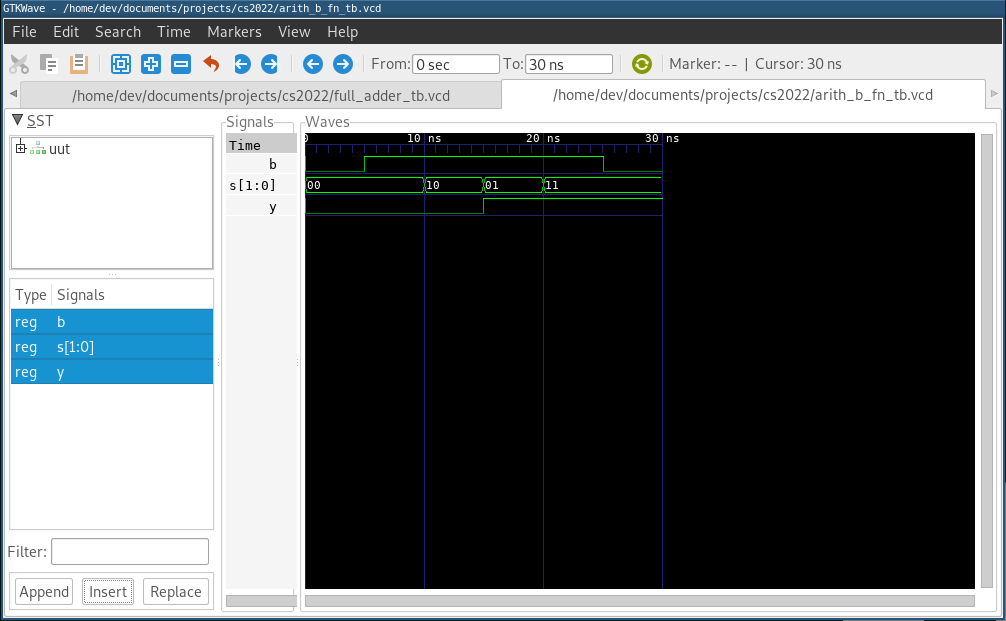 GTKWave - /home/dev/documents/projects/cs2022/arith_b_fn_tb.vcd
File Edit Search Time Markers View Help
From: 0 sec To: 30 ns Marker: -- | Cursor: 30 ns
/home/dev/documents/projects/cs2022/full_adder_tb.vcd /home/dev/documents/projects/cs2022/arith_b_fn_tb.vcd
SST
uut
Type Signals
reg b
reg s[1:0]
reg y
Filter:
Append Insert Replace
Signals
Time
b
s[1:0]
y
Waves
0 10 ns 20 ns 30 ns
00 10 01 11